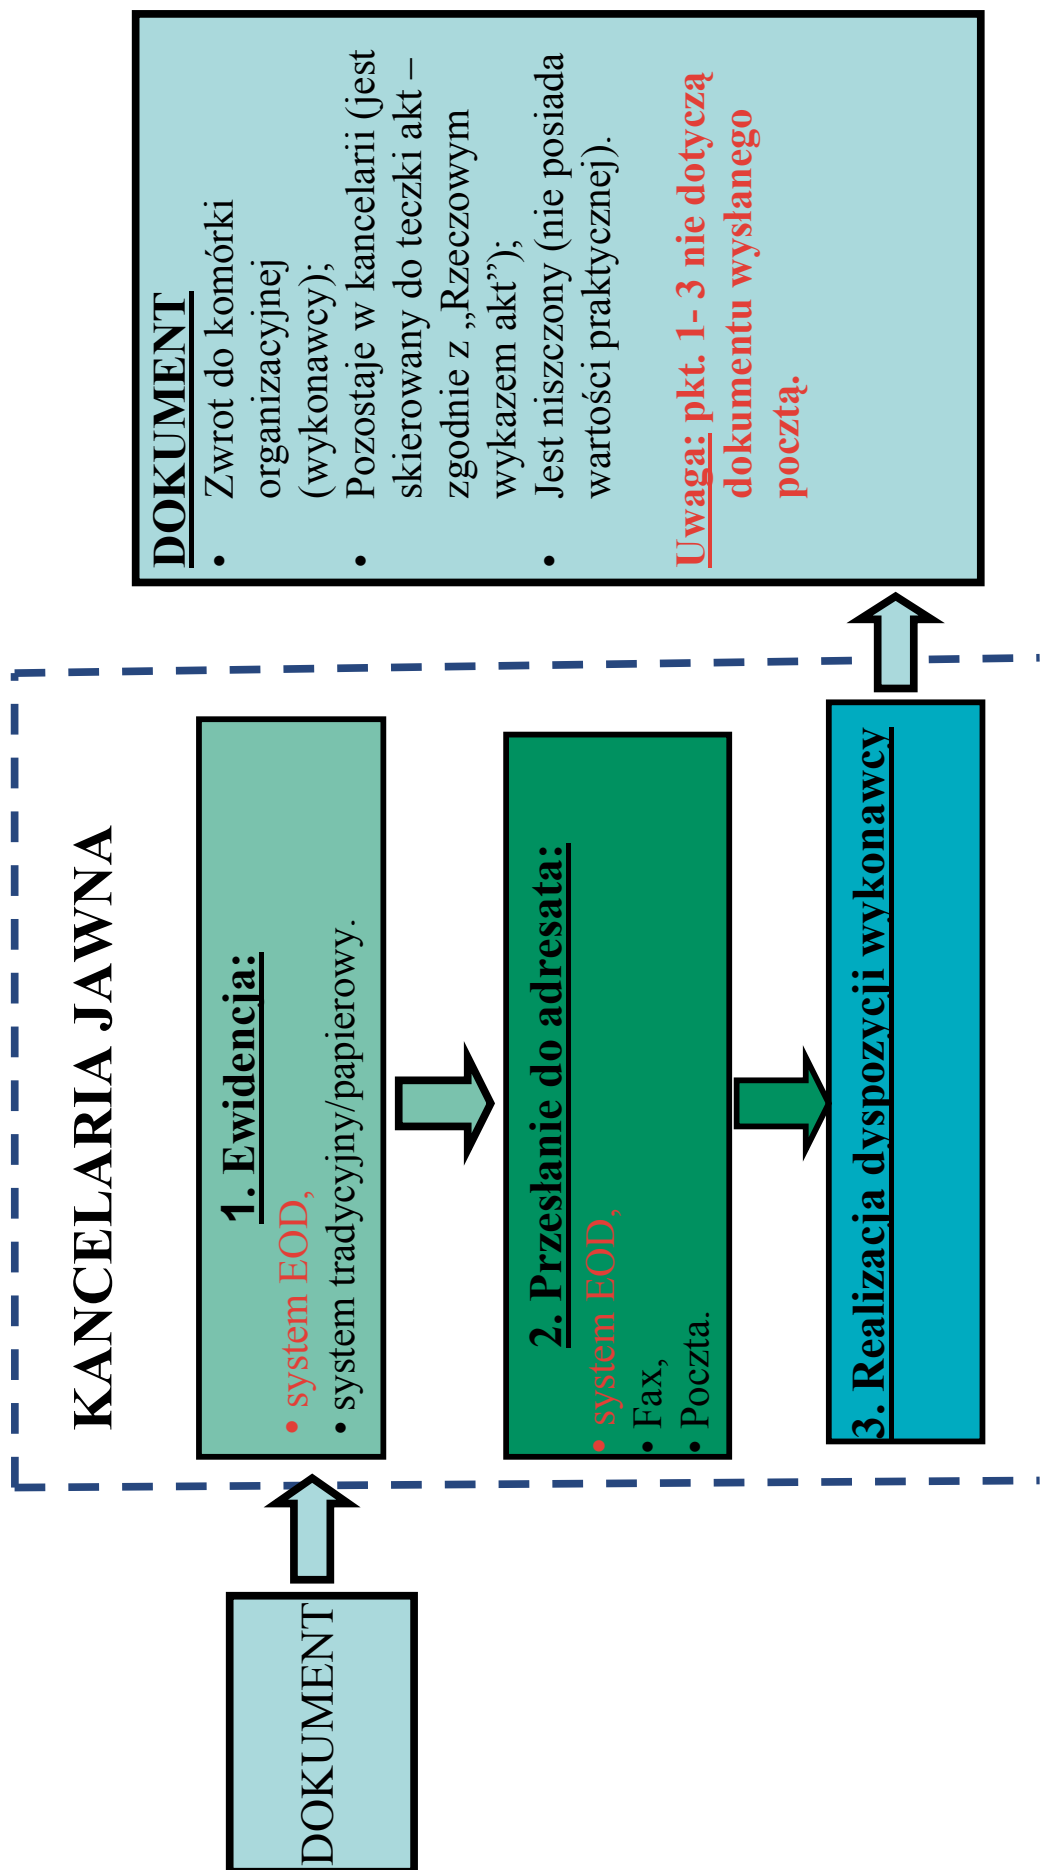 KANCELARIA JAWNA
DOKUMENT
1. Ewidencja:
• system EOD,
• system tradycyjny/papierowy.
2. Przesłanie do adresata:
• system EOD,
• Fax,
• Poczta.
3. Realizacja dyspozycji wykonawcy
DOKUMENT
• Zwrot do komórki
organizacyjnej
(wykonawcy);
• Pozostaje w kancelarii (jest
skierowany do teczki akt –
zgodnie z „Rzeczowym
wykazem akt”);
• Jest niszczony (nie posiada
wartości praktycznej).
Uwaga: pkt. 1- 3 nie dotyczą
dokumentu wysłanego
pocztą.